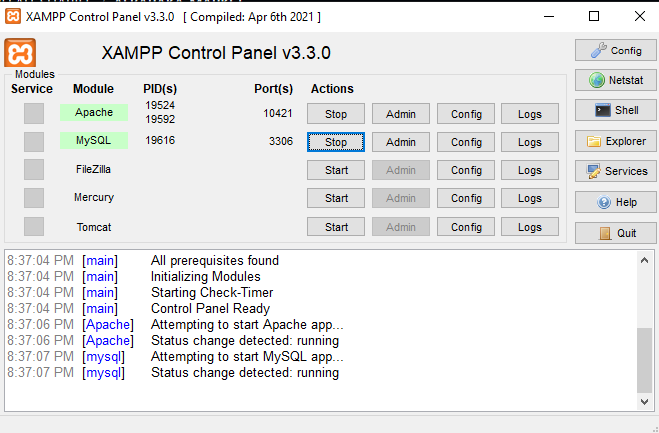 XAMPP Control Panel v3.3.0 [ Compiled: Apr 6th 2021 ]
XAMPP Control Panel v3.3.0
Config
Modules
Service Module PID(s) Port(s) Actions
Netstat
Apache 19524 19592 10421 Stop Admin Config Logs
Shell
MySQL 19616 3306 Stop Admin Config Logs
Explorer
FileZilla Start Admin Config Logs
Services
Mercury Start Admin Config Logs
Help
Tomcat Start Admin Config Logs
Quit
8:37:04 PM [main] All prerequisites found
8:37:04 PM [main] Initializing Modules
8:37:04 PM [main] Starting Check-Timer
8:37:04 PM [main] Control Panel Ready
8:37:06 PM [Apache] Attempting to start Apache app...
8:37:06 PM [Apache] Status change detected: running
8:37:06 PM [mysql] Attempting to start MySQL app...
8:37:07 PM [mysql] Status change detected: running